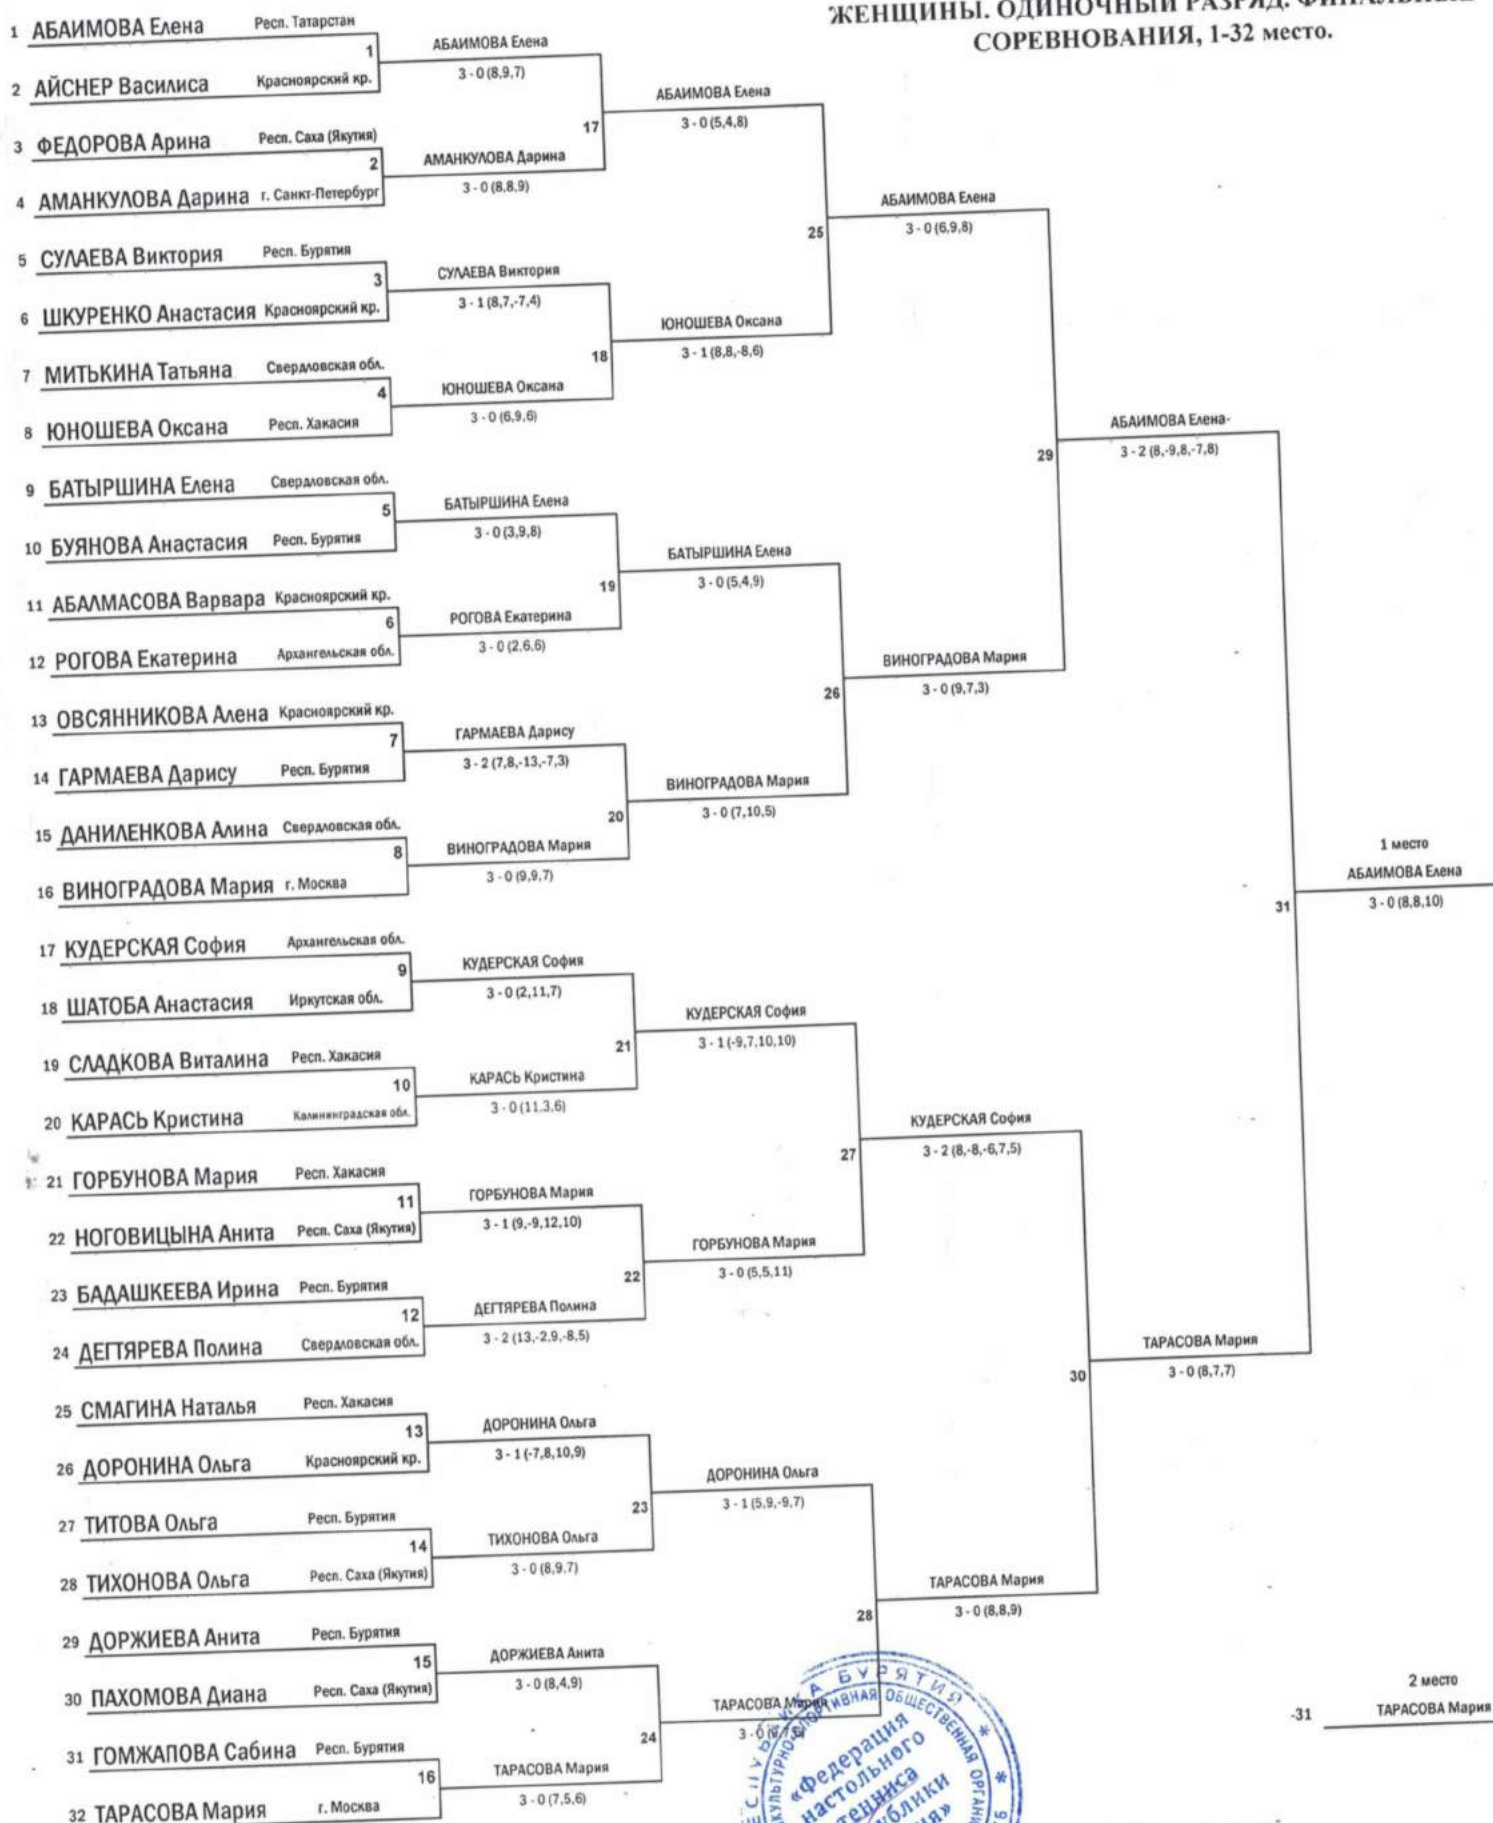 ЖЕНЩИНЫ. ОДИНОЧНЫЙ РАЗРЯД. ФИНАЛЬНЫЕ
СОРЕВНОВАНИЯ, 1-32 место.
1 АБАИМОВА Елена Респ. Татарстан
1
2 АЙСНЕР Василиса Красноярский кр.
3 ФЕДОРОВА Арина Респ. Саха (Якутия)
2
4 АМАНКУЛОВА Дарина г. Санкт-Петербург
5 СУЛАЕВА Виктория Респ. Бурятия
3
6 ШКУРЕНКО Анастасия Красноярский кр.
7 МИТЬКИНА Татьяна Свердловская обл.
4
8 ЮНОШЕВА Оксана Респ. Хакасия
9 БАТЫРШИНА Елена Свердловская обл.
5
10 БУЯНОВА Анастасия Респ. Бурятия
11 АБАЛМАСОВА Варвара Красноярский кр.
6
12 РОГОВА Екатерина Архангельская обл.
13 ОВСЯННИКОВА Алена Красноярский кр.
7
14 ГАРМАЕВА Дарису Респ. Бурятия
15 ДАНИЛЕНКОВА Алина Свердловская обл.
8
16 ВИНОГРАДОВА Мария г. Москва
17 КУДЕРСКАЯ София Архангельская обл.
9
18 ШАТОБА Анастасия Иркутская обл.
19 СЛАДКОВА Виталина Респ. Хакасия
10
20 КАРАСЬ Кристина Калининградская обл.
21 ГОРБУНОВА Мария Респ. Хакасия
11
22 НОГОВИЦЫНА Анита Респ. Саха (Якутия)
23 БАДАШКЕЕВА Ирина Респ. Бурятия
12
24 ДЕГТЯРЕВА Полина Свердловская обл.
25 СМАГИНА Наталья Респ. Хакасия
13
26 ДОРОНИНА Ольга Красноярский кр.
27 ТИТОВА Ольга Респ. Бурятия
14
28 ТИХОНОВА Ольга Респ. Саха (Якутия)
29 ДОРЖИЕВА Анита Респ. Бурятия
15
30 ПАХОМОВА Диана Респ. Саха (Якутия)
31 ГОМЖАПОВА Сабина Респ. Бурятия
16
32 ТАРАСОВА Мария г. Москва
АБАИМОВА Елена
3 - 0 (8,9,7)
17
АМАНКУЛОВА Дарина
3 - 0 (8,8,9)
СУЛАЕВА Виктория
3 - 1 (8,7,-7,4)
18
ЮНОШЕВА Оксана
3 - 0 (6,9,6)
БАТЫРШИНА Елена
3 - 0 (3,9,8)
19
РОГОВА Екатерина
3 - 0 (2,6,6)
ГАРМАЕВА Дарису
3 - 2 (7,8,-13,-7,3)
20
ВИНОГРАДОВА Мария
3 - 0 (9,9,7)
КУДЕРСКАЯ София
3 - 0 (2,11,7)
21
КАРАСЬ Кристина
3 - 0 (11.3,6)
ГОРБУНОВА Мария
3 - 1 (9,-9,12,10)
22
ДЕГТЯРЕВА Полина
3 - 2 (13,-2,9,-8,5)
ДОРОНИНА Ольга
3 - 1 (-7,8,10,9)
23
ТИХОНОВА Ольга
3 - 0 (8,9.7)
ДОРЖИЕВА Анита
3 - 0 (8,4,9)
24
ТАРАСОВА Мария
3 - 0 (7,5,6)
АБАИМОВА Елена
3 - 0 (5,4,8)
25
ЮНОШЕВА Оксана
3 - 1 (8,8,-8,6)
БАТЫРШИНА Елена
3 - 0 (5,4,9)
26
ВИНОГРАДОВА Мария
3 - 0 (7,10,5)
КУДЕРСКАЯ София
3 - 1 (-9,7,10,10)
27
ГОРБУНОВА Мария
3 - 0 (5,5,11)
ДОРОНИНА Ольга
3 - 1 (5,9,-9,7)
28
ТАРАСОВА Мария
3 - 0
АБАИМОВА Елена
3 - 0 (6,9,8)
29
ВИНОГРАДОВА Мария
3 - 0 (9,7,3)
КУДЕРСКАЯ София
3 - 2 (8,-8,-6,7,5)
30
ТАРАСОВА Мария
3 - 0 (8,8,9)
АБАИМОВА Елена-
3 - 2 (8,-9,8,-7,8)
31
ТАРАСОВА Мария
3 - 0 (8,7,7)
1 место
АБАИМОВА Елена
3 - 0 (8,8,10)
2 место
-31 ТАРАСОВА Мария
БУРЯТИЯ
ОБЩЕСТВЕННАЯ
«Федерация
настольного
тенниса